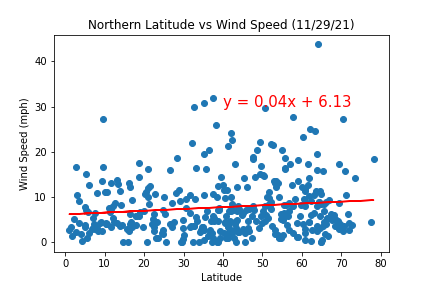 Northern Latitude vs Wind Speed (11/29/21)
Wind Speed (mph)
40
30
20
10
0
y = 0.04x + 6.13
0 10 20 30 40 50 60 70 80
Latitude